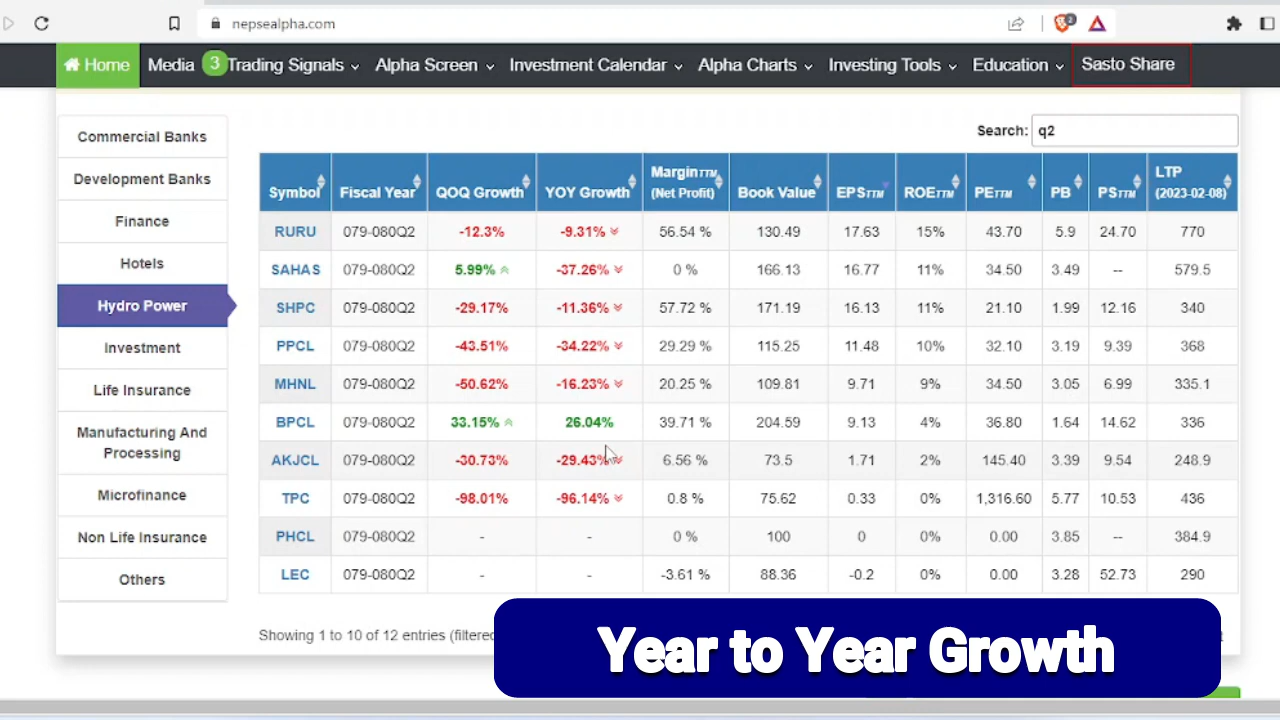 nepsealpha.com
2
Home Media 3 Trading Signals Alpha Screen Investment Calendar Alpha Charts Investing Tools Education Sasto Share
Commercial Banks
Development Banks
Finance
Hotels
Hydro Power
Investment
Life Insurance
Manufacturing And
Processing
Microfinance
Non Life Insurance
Others
Search: q2
Symbol Fiscal Year QOQ Growth YOY Growth MarginTTM (Net Profit) Book Value EPSTTM ROETTM PETTM PB PSTTM LTP (2023-02-08)
RURU 079-080Q2 -12.3% -9.31% 56.54 % 130.49 17.63 15% 43.70 5.9 24.70 770
SAHAS 079-080Q2 5.99% -37.26% 0 % 166.13 16.77 11% 34.50 3.49 -- 579.5
SHPC 079-080Q2 -29.17% -11.36% 57.72 % 171.19 16.13 11% 21.10 1.99 12.16 340
PPCL 079-080Q2 -43.51% -34.22% 29.29 % 115.25 11.48 10% 32.10 3.19 9.39 368
MHNL 079-080Q2 -50.62% -16.23% 20.25 % 109.81 9.71 9% 34.50 3.05 6.99 335.1
BPCL 079-080Q2 33.15% 26.04% 39.71 % 204.59 9.13 4% 36.80 1.64 14.62 336
AKJCL 079-080Q2 -30.73% -29.43% 6.56 % 73.5 1.71 2% 145.40 3.39 9.54 248.9
TPC 079-080Q2 -98.01% -96.14% 0.8 % 75.62 0.33 0% 1,316.60 5.77 10.53 436
PHCL 079-080Q2 - - 0 % 100 0 0% 0.00 3.85 -- 384.9
LEC 079-080Q2 - - -3.61 % 88.36 -0.2 0% 0.00 3.28 52.73 290
Showing 1 to 10 of 12 entries (filtered
Year to Year Growth